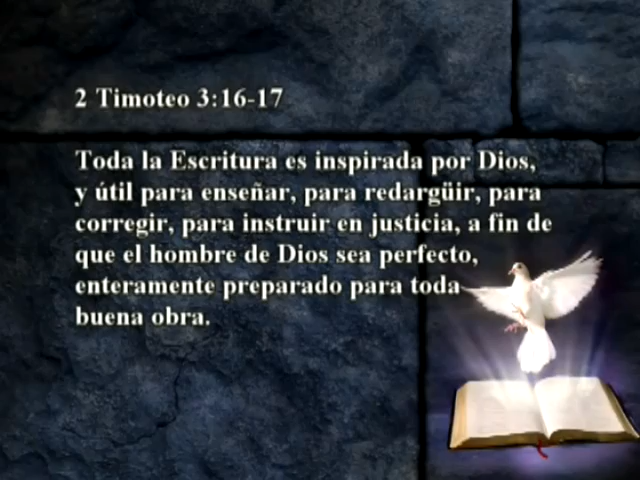 2 Timoteo 3:16-17
Toda la Escritura es inspirada por Dios,
y útil para enseñar, para redargüir, para
corregir, para instruir en justicia, a fin de
que el hombre de Dios sea perfecto,
enteramente preparado para toda
buena obra.